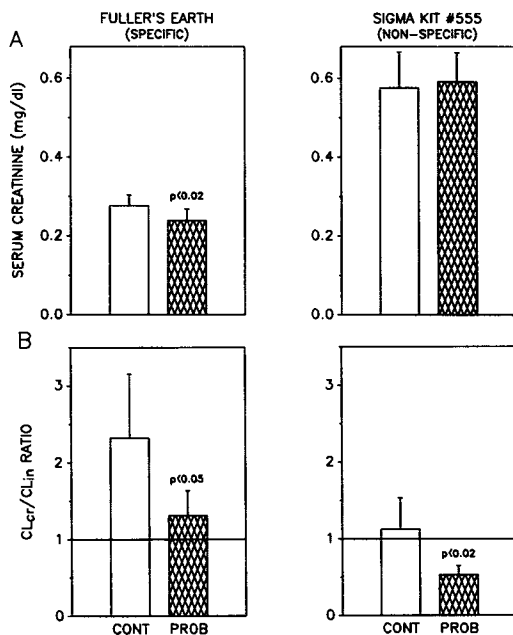 FULLER'S EARTH
(SPECIFIC)
SIGMA KIT #555
(NON-SPECIFIC)
A
SERUM CREATININE (mg/dl)
0.6
0.4
0.2
0.0
p<0.02
0.6
0.4
0.2
0.0
B
CLcr/CLin RATIO
3
2
1
0
p<0.05
CONT PROB
3
2
1
0
p<0.02
CONT PROB